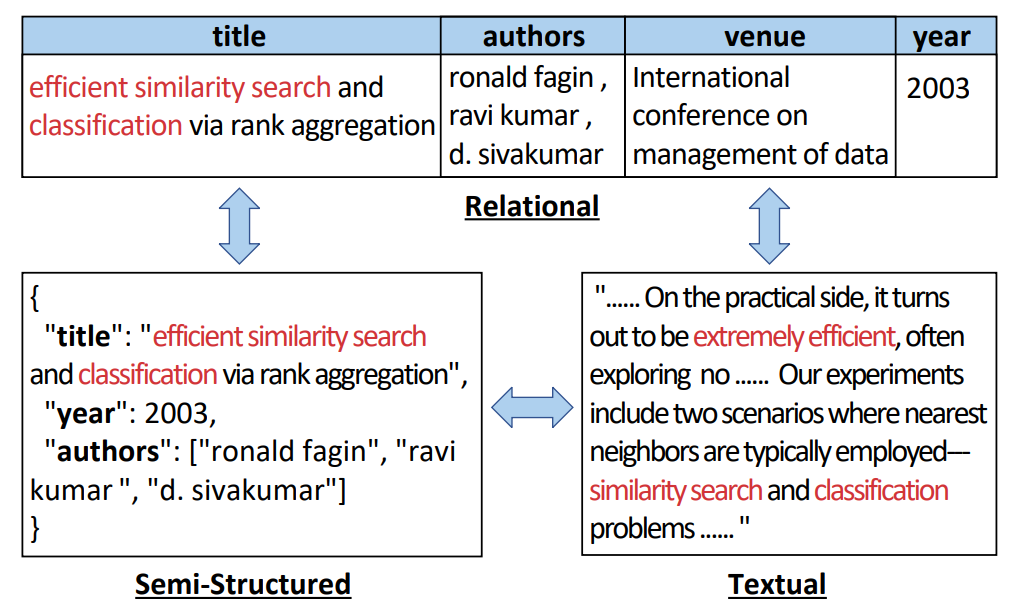 title authors venue year
efficient similarity search and
classification via rank aggregation
ronald fagin ,
ravi kumar ,
d. sivakumar
International
conference on
management of data
2003
Relational
{
"title": "efficient similarity search
and classification via rank aggregation",
"year": 2003,
"authors": ["ronald fagin", "ravi
kumar ", "d. sivakumar"]
}
Semi-Structured
"...... On the practical side, it turns
out to be extremely efficient, often
exploring no ...... Our experiments
include two scenarios where nearest
neighbors are typically employed---
similarity search and classification
problems ...... "
Textual